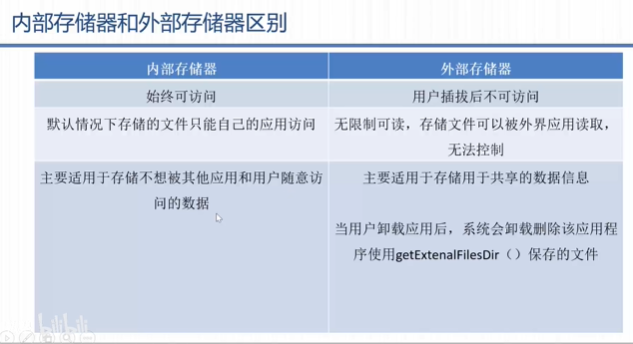 内部存储器和外部存储器区别
内部存储器
外部存储器
始终可访问
用户插拔后不可访问
默认情况下存储的文件只能自己的应用访问
无限制可读，存储文件可以被外界应用读取，
无法控制
主要适用于存储不想被其他应用和用户随意访
问的数据
主要适用于存储用于共享的数据信息
当用户卸载应用后，系统会卸载删除该应用程
序使用getExtenalFilesDir（）保存的文件
bilibili